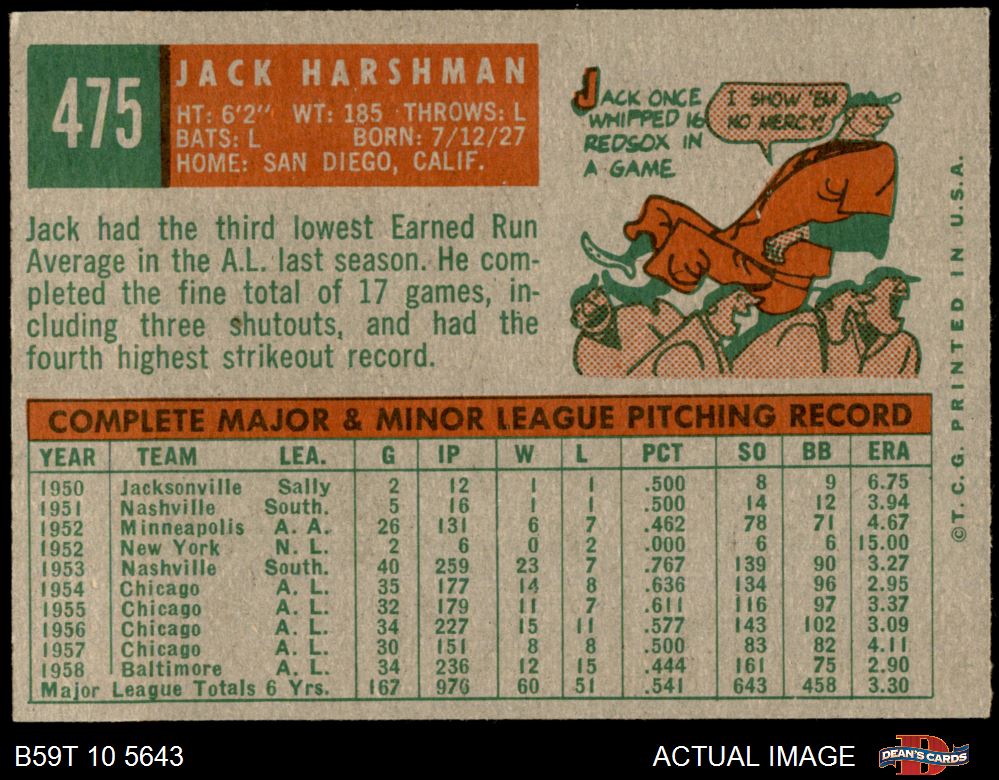 475
JACK HARSHMAN
HT: 6'2" WT: 185 THROWS: L
BATS: L BORN: 7/12/27
HOME: SAN DIEGO, CALIF.
JACK ONCE
WHIPPED 16
REDSOX IN
A GAME
I SHOW 'EM
NO MERCY!
Jack had the third lowest Earned Run
Average in the A.L. last season. He com-
pleted the fine total of 17 games, in-
cluding three shutouts, and had the
fourth highest strikeout record.
COMPLETE MAJOR & MINOR LEAGUE PITCHING RECORD
YEAR TEAM LEA. G IP W L PCT SO BB ERA
1950 Jacksonville Sally 2 12 1 1 .500 8 9 6.75
1951 Nashville South. 5 16 1 1 .500 14 12 3.94
1952 Minneapolis A. A. 26 131 6 7 .462 78 71 4.67
1952 New York N. L. 2 6 0 2 .000 6 6 15.00
1953 Nashville South. 40 259 23 7 .767 139 90 3.27
1954 Chicago A. L. 35 177 14 8 .636 134 96 2.95
1955 Chicago A. L. 32 179 11 7 .611 116 97 3.37
1956 Chicago A. L. 34 227 15 11 .577 143 102 3.09
1957 Chicago A. L. 30 151 8 8 .500 83 82 4.11
1958 Baltimore A. L. 34 236 12 15 .444 161 75 2.90
Major League Totals 6 Yrs. 167 976 60 51 .541 643 458 3.30
© T. C. G. PRINTED IN U.S.A.
B59T 10 5643
ACTUAL IMAGE
DEAN'S CARDS